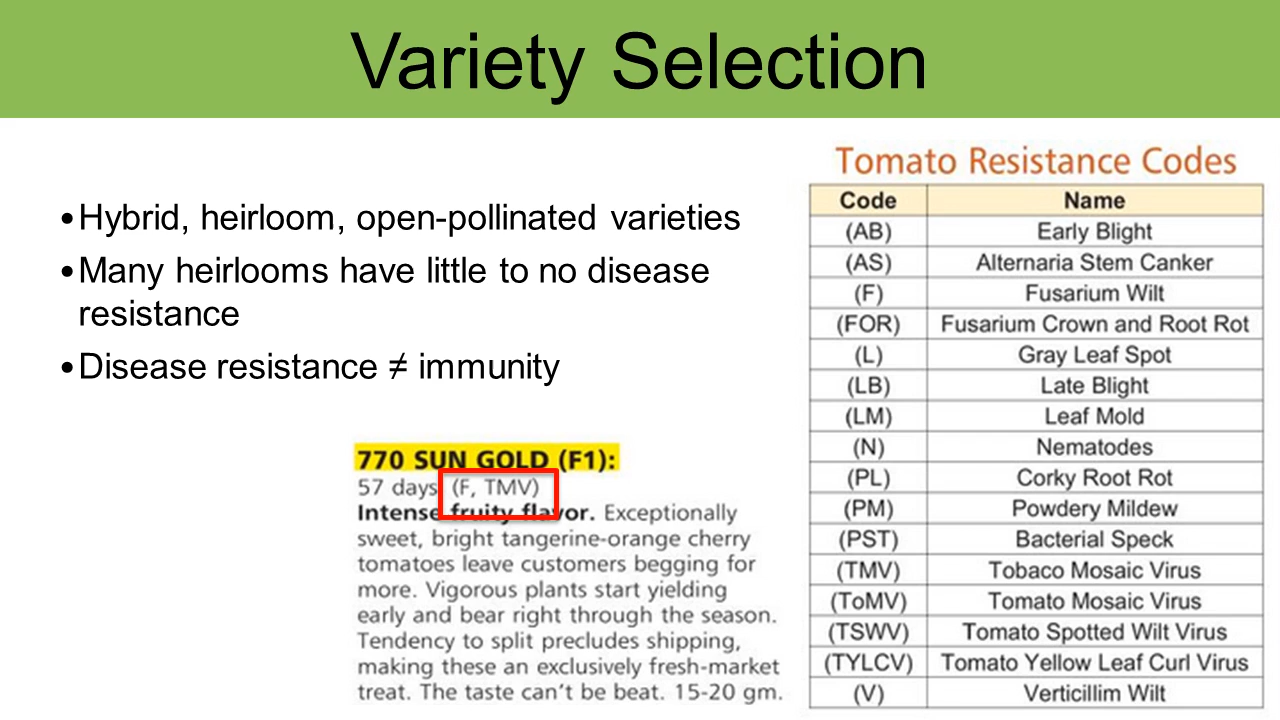 Variety Selection
•Hybrid, heirloom, open-pollinated varieties
•Many heirlooms have little to no disease
resistance
•Disease resistance ≠ immunity
770 SUN GOLD (F1):
57 days (F, TMV)
Intense fruity flavor. Exceptionally
sweet, bright tangerine-orange cherry
tomatoes leave customers begging for
more. Vigorous plants start yielding
early and bear right through the season.
Tendency to split precludes shipping,
making these an exclusively fresh-market
treat. The taste can't be beat. 15-20 gm.
Tomato Resistance Codes
Code Name
(AB) Early Blight
(AS) Alternaria Stem Canker
(F) Fusarium Wilt
(FOR) Fusarium Crown and Root Rot
(L) Gray Leaf Spot
(LB) Late Blight
(LM) Leaf Mold
(N) Nematodes
(PL) Corky Root Rot
(PM) Powdery Mildew
(PST) Bacterial Speck
(TMV) Tobaco Mosaic Virus
(ToMV) Tomato Mosaic Virus
(TSWV) Tomato Spotted Wilt Virus
(TYLCV) Tomato Yellow Leaf Curl Virus
(V) Verticillim Wilt